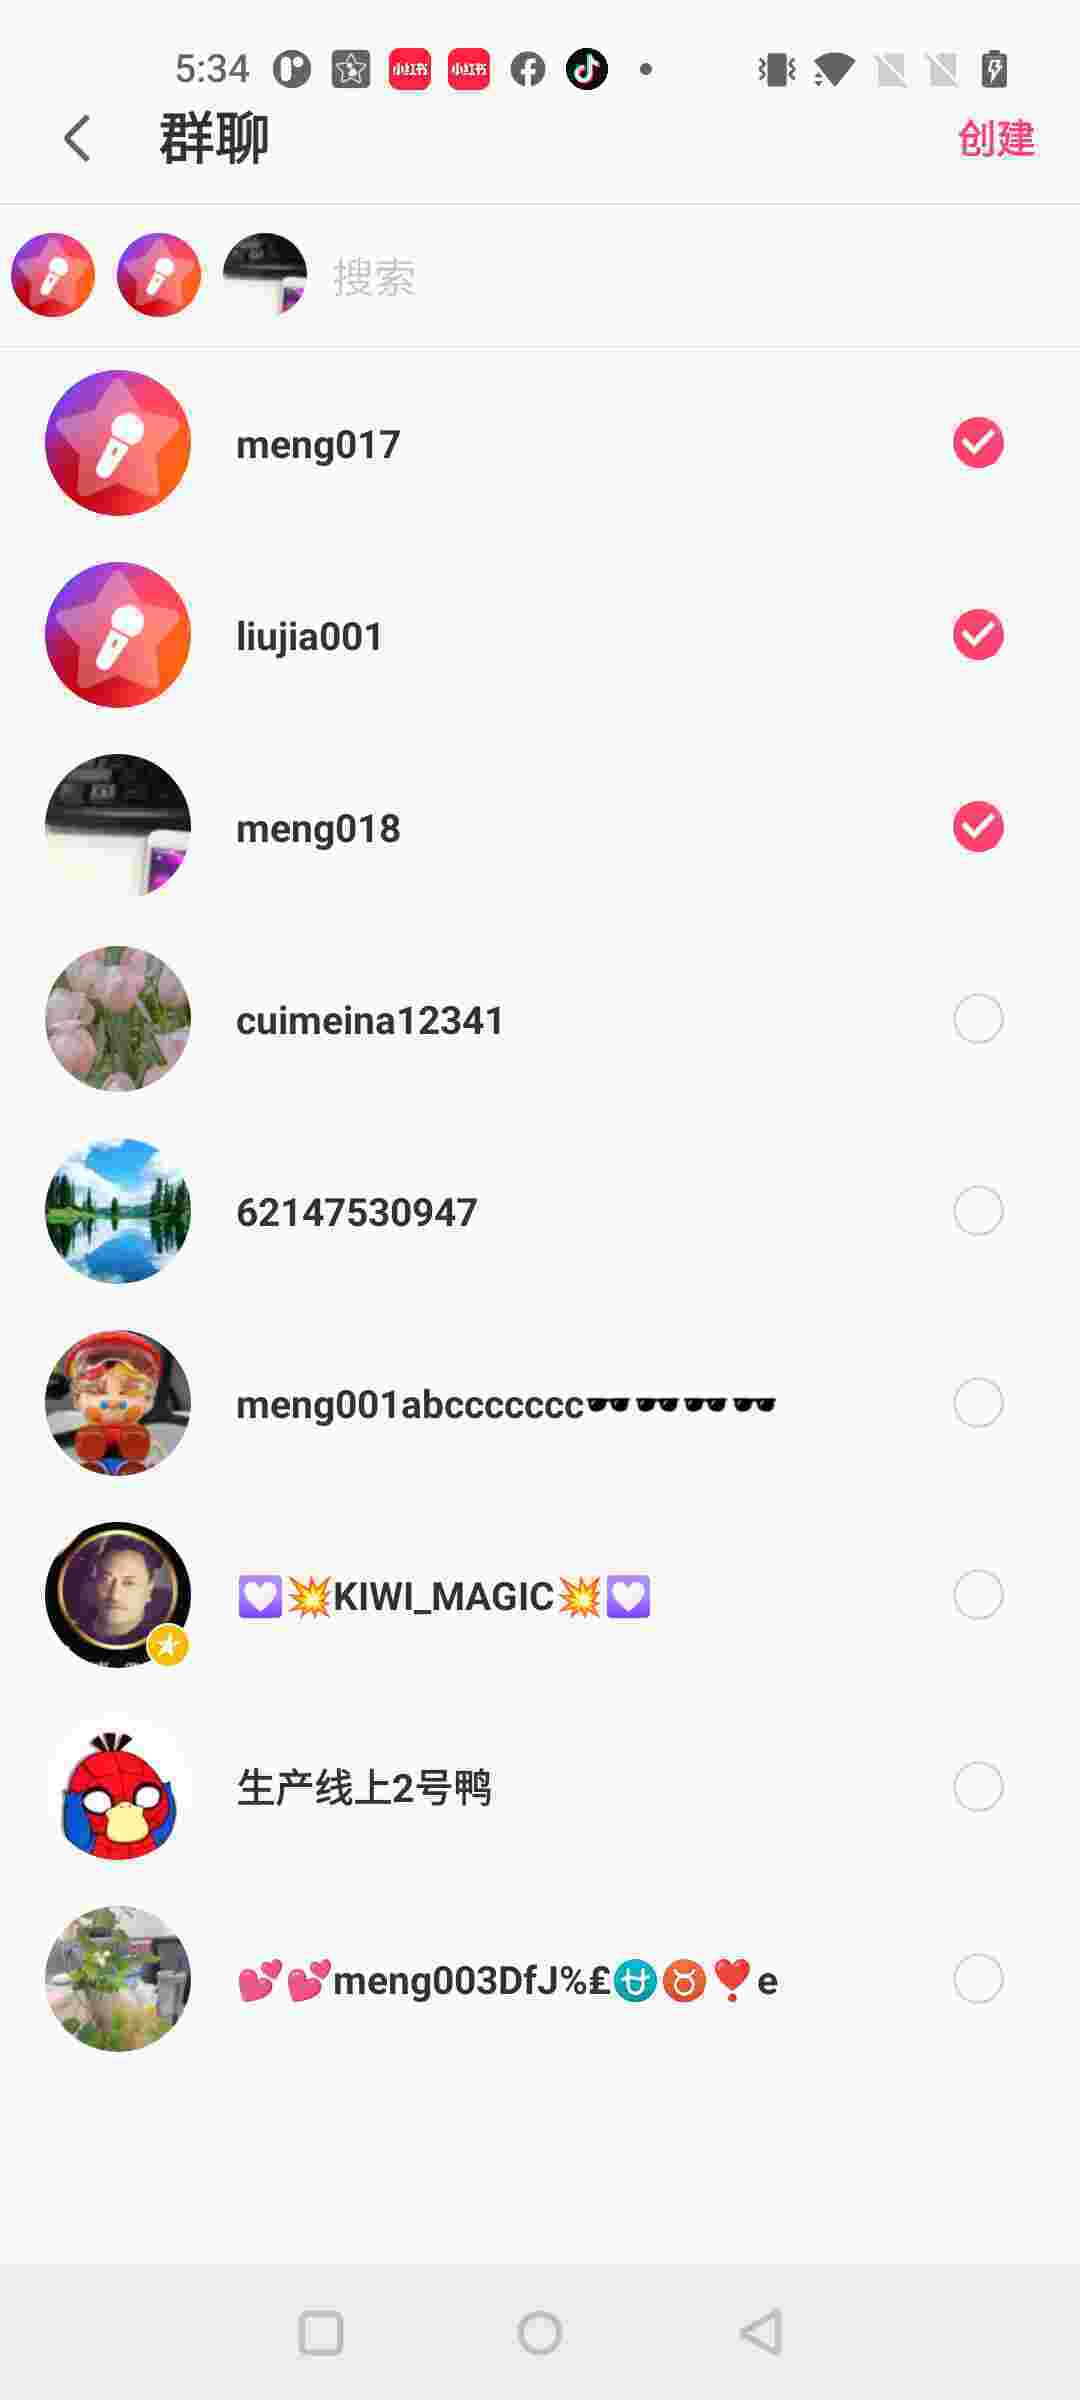 5:34 小红书 小红书
群聊 创建
搜索
meng017
liujia001
meng018
cuimeina12341
62147530947
meng001abccccccc🕶🕶🕶🕶
💟💥KIWI_MAGIC💥💟
生产线上2号鸭
💕💕meng003DfJ%₤⛎♉❣e